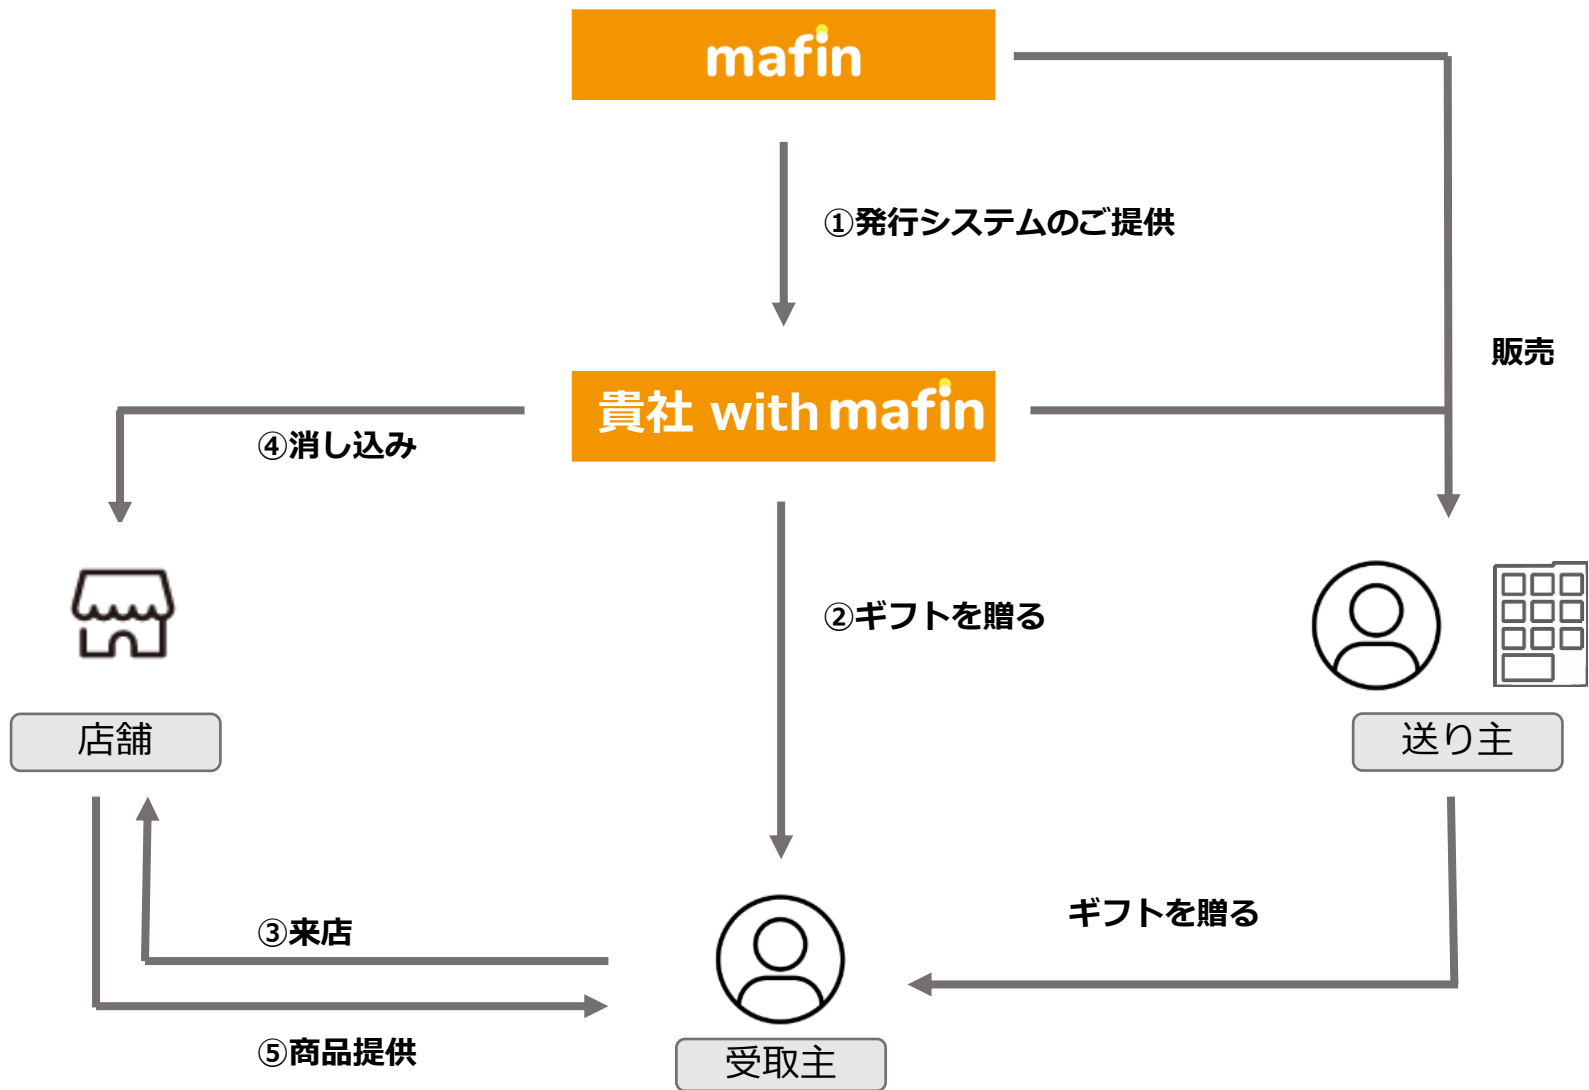 mafin
①発行システムのご提供
販売
貴社 with mafin
④消し込み
②ギフトを贈る
店舗
送り主
ギフトを贈る
③来店
⑤商品提供
受取主